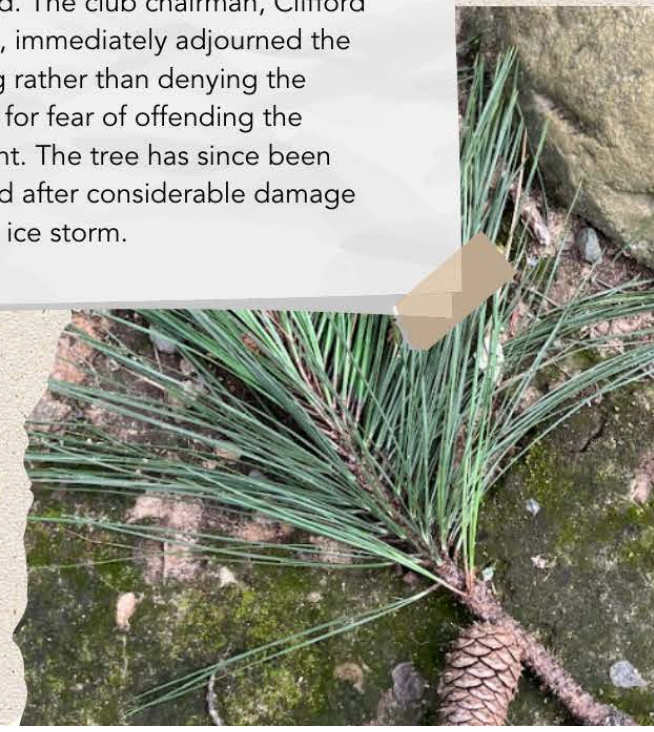 d. The club chairman, Clifford
, immediately adjourned the
g rather than denying the
for fear of offending the
nt. The tree has since been
d after considerable damage
ice storm.